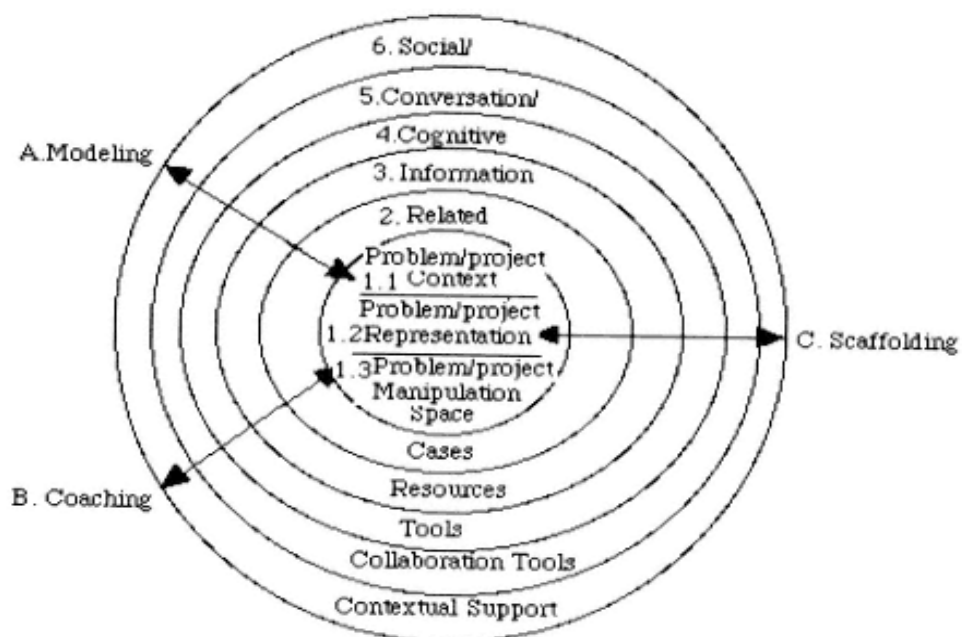 6. Social/
5.Conversation/
4.Cognitive
A.Modeling
3. Information
2. Related
Problem/project
1.1 Context
Problem/project
1.2Representation
C. Scaffolding
1.3Problem/project
Manipulation
Space
Cases
B. Coaching
Resources
Tools
Collaboration Tools
Contextual Support